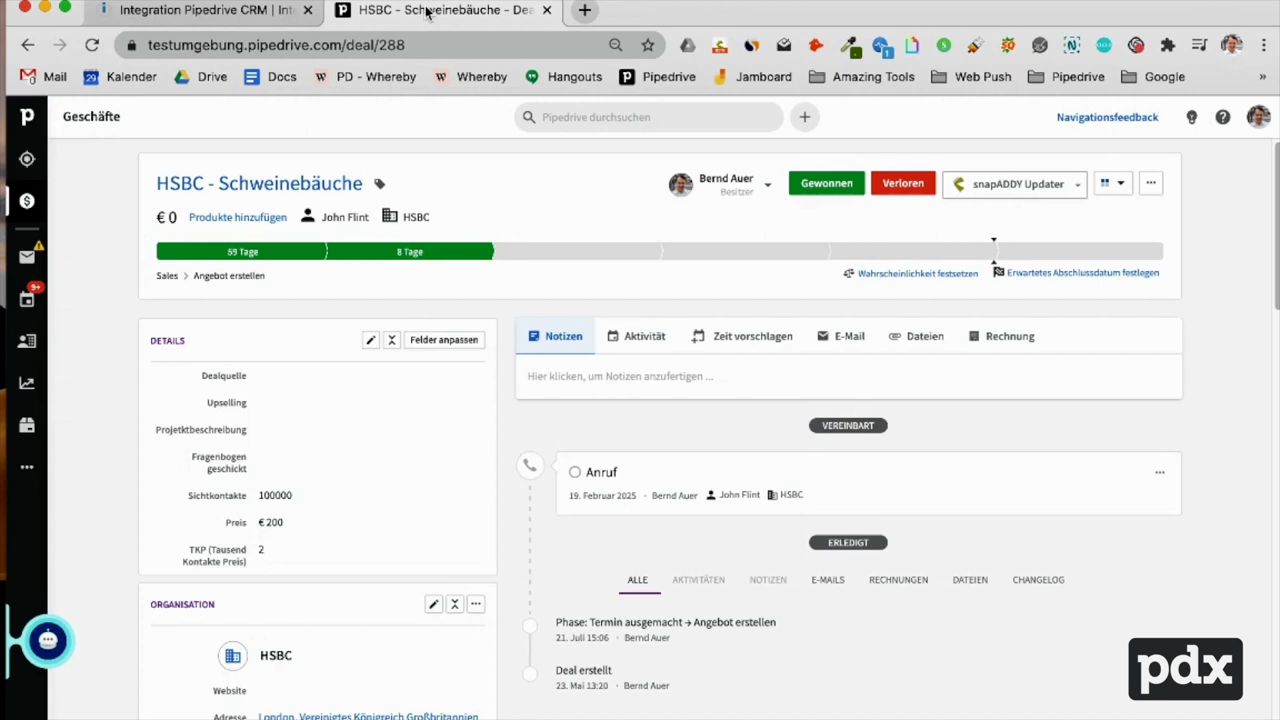 Integration Pipedrive CRM | Int
HSBC - Schweinebäuche - Dea
testumgebung.pipedrive.com/deal/288
1
Mail
29
Kalender
Drive
Docs
PD - Whereby
Whereby
Hangouts
Pipedrive
Jamboard
Amazing Tools
Web Push
Pipedrive
Google
»
p
Geschäfte
Pipedrive durchsuchen
Navigationsfeedback
HSBC - Schweinebäuche
Bernd Auer
Besitzer
Gewonnen
Verloren
snapADDY Updater
€ 0 Produkte hinzufügen John Flint HSBC
59 Tage
8 Tage
Sales > Angebot erstellen
Wahrscheinlichkeit festsetzen
Erwartetes Abschlussdatum festlegen
9+
DETAILS
Felder anpassen
Dealquelle
Upselling
Projetktbeschreibung
Fragenbogen
geschickt
Sichtkontakte 100000
Preis € 200
TKP (Tausend 2
Kontakte Preis)
ORGANISATION
HSBC
Website
Adresse London, Vereinigtes Königreich Großbritannien
Notizen
Aktivität
Zeit vorschlagen
E-Mail
Dateien
Rechnung
Hier klicken, um Notizen anzufertigen ...
VEREINBART
Anruf
19. Februar 2025 · Bernd Auer John Flint HSBC
ERLEDIGT
ALLE
AKTIVITÄTEN
NOTIZEN
E-MAILS
RECHNUNGEN
DATEIEN
CHANGELOG
Phase: Termin ausgemacht → Angebot erstellen
21. Juli 15:06 · Bernd Auer
Deal erstellt
23. Mai 13:20 · Bernd Auer
pdx